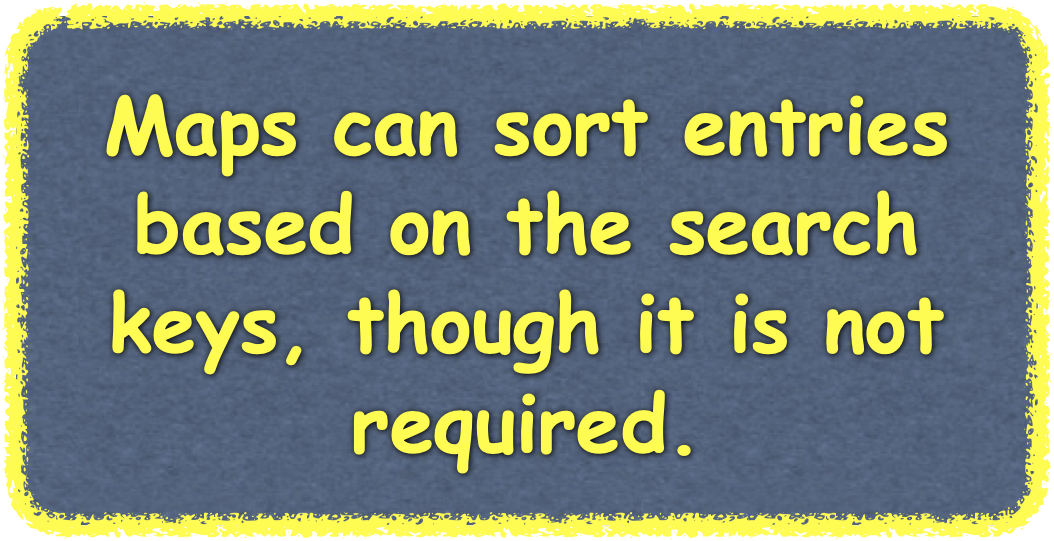 Maps can sort entries
based on the search
keys, though it is not
required.